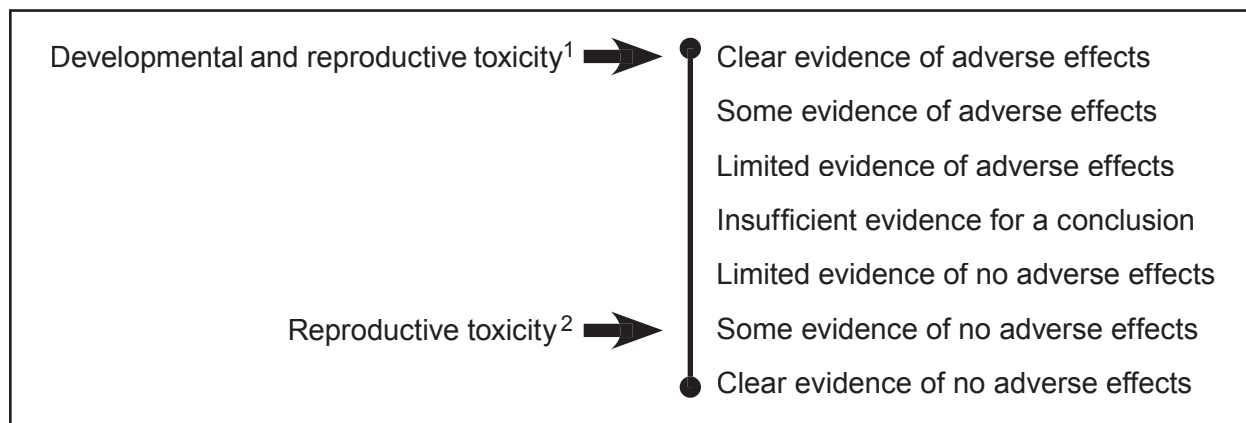 Developmental and reproductive toxicity1 Clear evidence of adverse effects
Some evidence of adverse effects
Limited evidence of adverse effects
Insufficient evidence for a conclusion
Limited evidence of no adverse effects
Reproductive toxicity2 Some evidence of no adverse effects
Clear evidence of no adverse effects